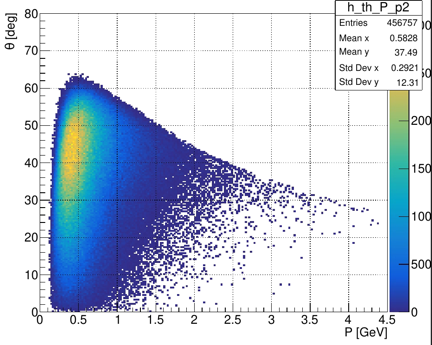 h_th_P_p2
Entries 456757
Mean x 0.5828
Mean y 37.49
Std Dev x 0.2921
Std Dev y 12.31
θ [deg]
80
70
60
50
40
30
20
10
0
0 0.5 1 1.5 2 2.5 3 3.5 4 4.5
P [GeV]
200
150
100
500
0